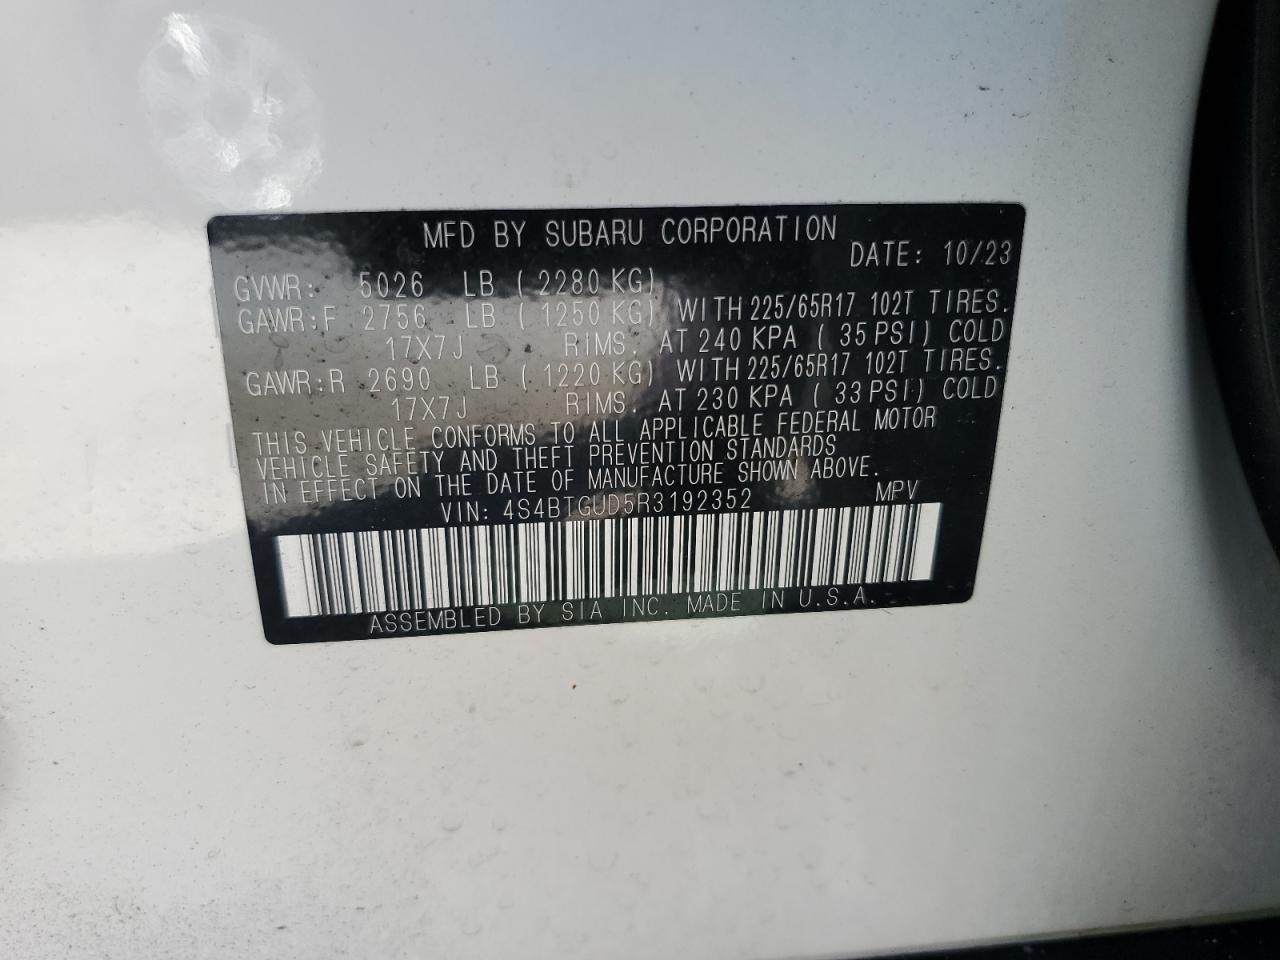 MFD BY SUBARU CORPORATION
DATE: 10/23
GVWR: 5026 LB ( 2280 KG)
GAWR:F 2756 LB ( 1250 KG) WITH 225/65R17 102T TIRES.
17X7J RIMS. AT 240 KPA ( 35 PSI) COLD
GAWR:R 2690 LB ( 1220 KG) WITH 225/65R17 102T TIRES.
17X7J RIMS. AT 230 KPA ( 33 PSI) COLD
THIS VEHICLE CONFORMS TO ALL APPLICABLE FEDERAL MOTOR
VEHICLE SAFETY AND THEFT PREVENTION STANDARDS
IN EFFECT ON THE DATE OF MANUFACTURE SHOWN ABOVE.
VIN: 4S4BTGUD5R3192352 MPV
ASSEMBLED BY SIA INC. MADE IN U.S.A.